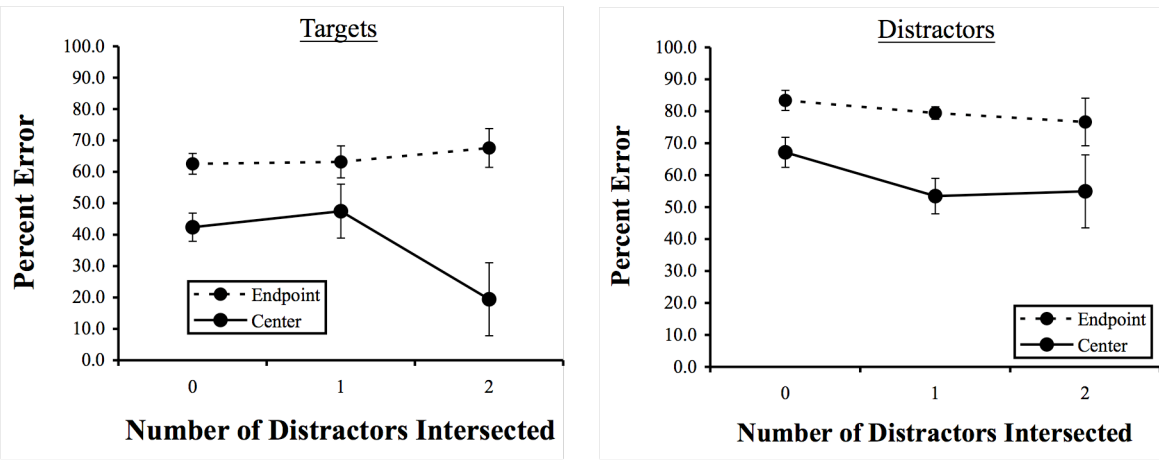 Targets
100.0
90.0
80.0
70.0
60.0
50.0
40.0
30.0
20.0
10.0
0.0
Percent Error
Endpoint
Center
0 1 2
Number of Distractors Intersected
Distractors
100.0
90.0
80.0
70.0
60.0
50.0
40.0
30.0
20.0
10.0
0.0
Percent Error
Endpoint
Center
0 1 2
Number of Distractors Intersected